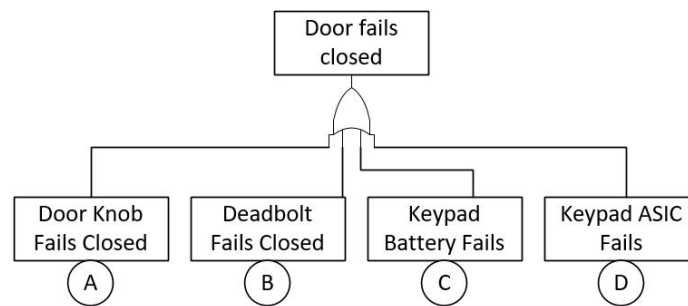 Door fails
closed
Door Knob
Fails Closed
Deadbolt
Fails Closed
Keypad
Battery Fails
Keypad ASIC
Fails
A
B
C
D